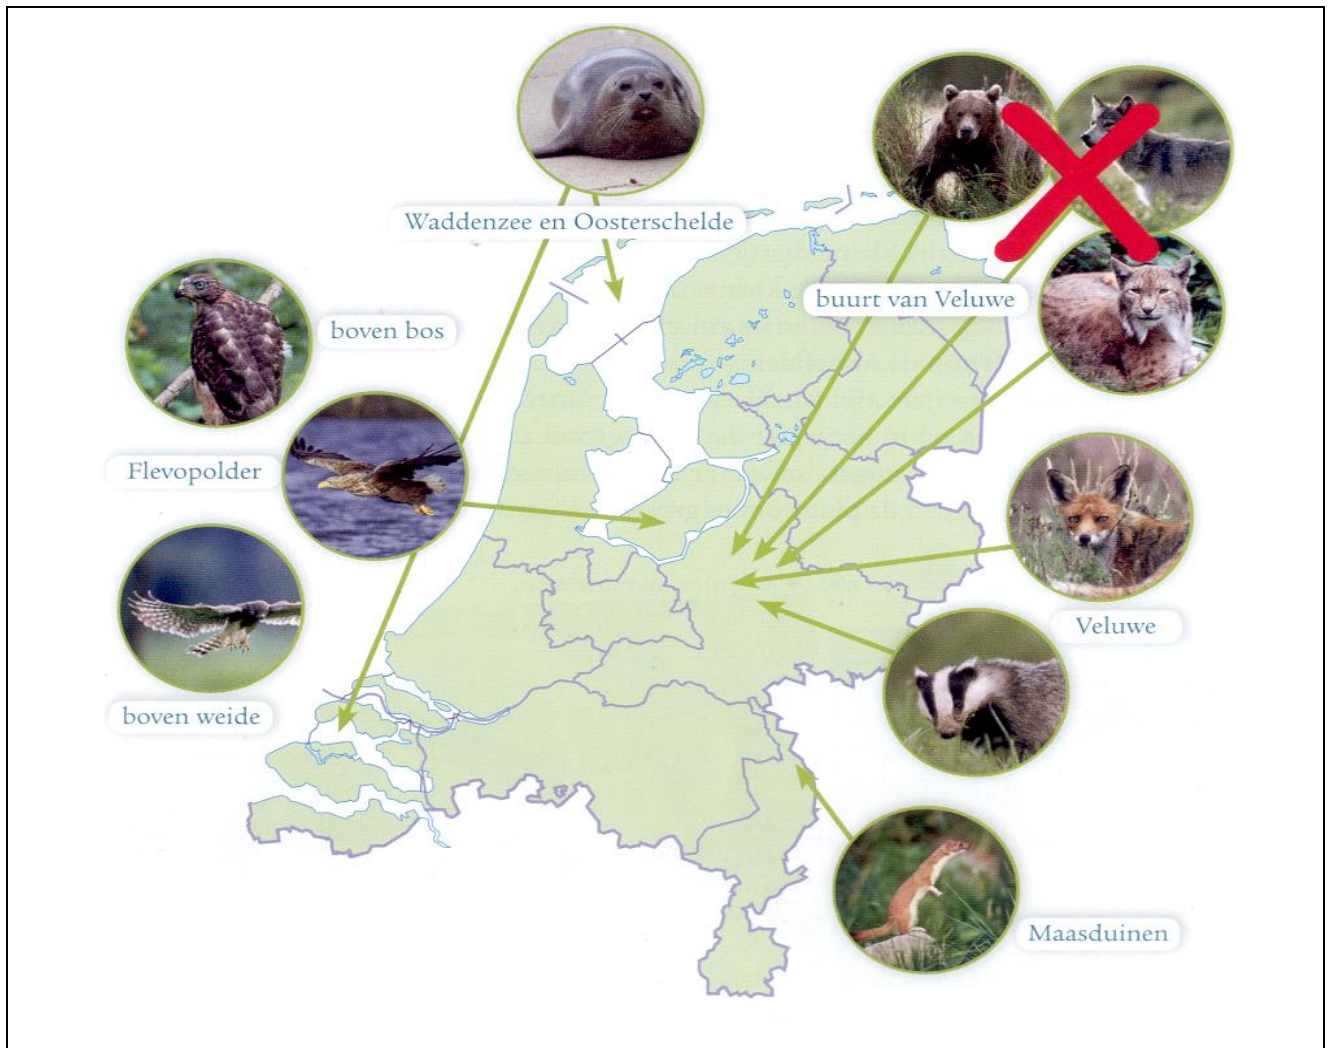 Waddenzee en Oosterschelde
buurt van Veluwe
boven bos
Flevopolder
Veluwe
boven weide
Maasduinen